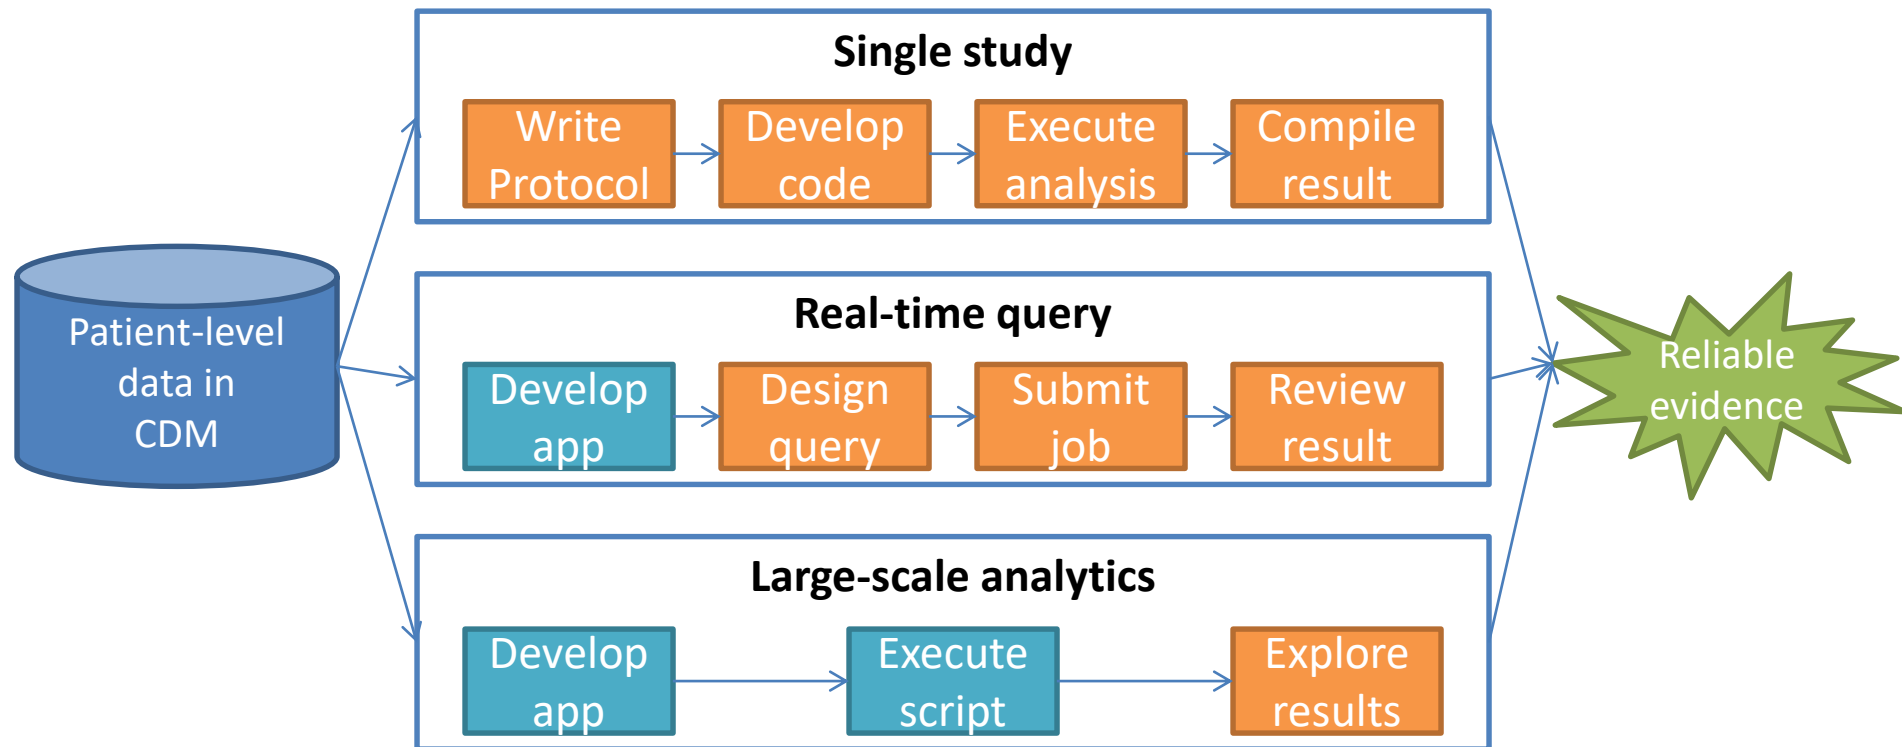 Single study
Write
Protocol
Develop
code
Execute
analysis
Compile
result
Patient-level
data in
CDM
Real-time query
Develop
app
Design
query
Submit
job
Review
result
Reliable
evidence
Large-scale analytics
Develop
app
Execute
script
Explore
results